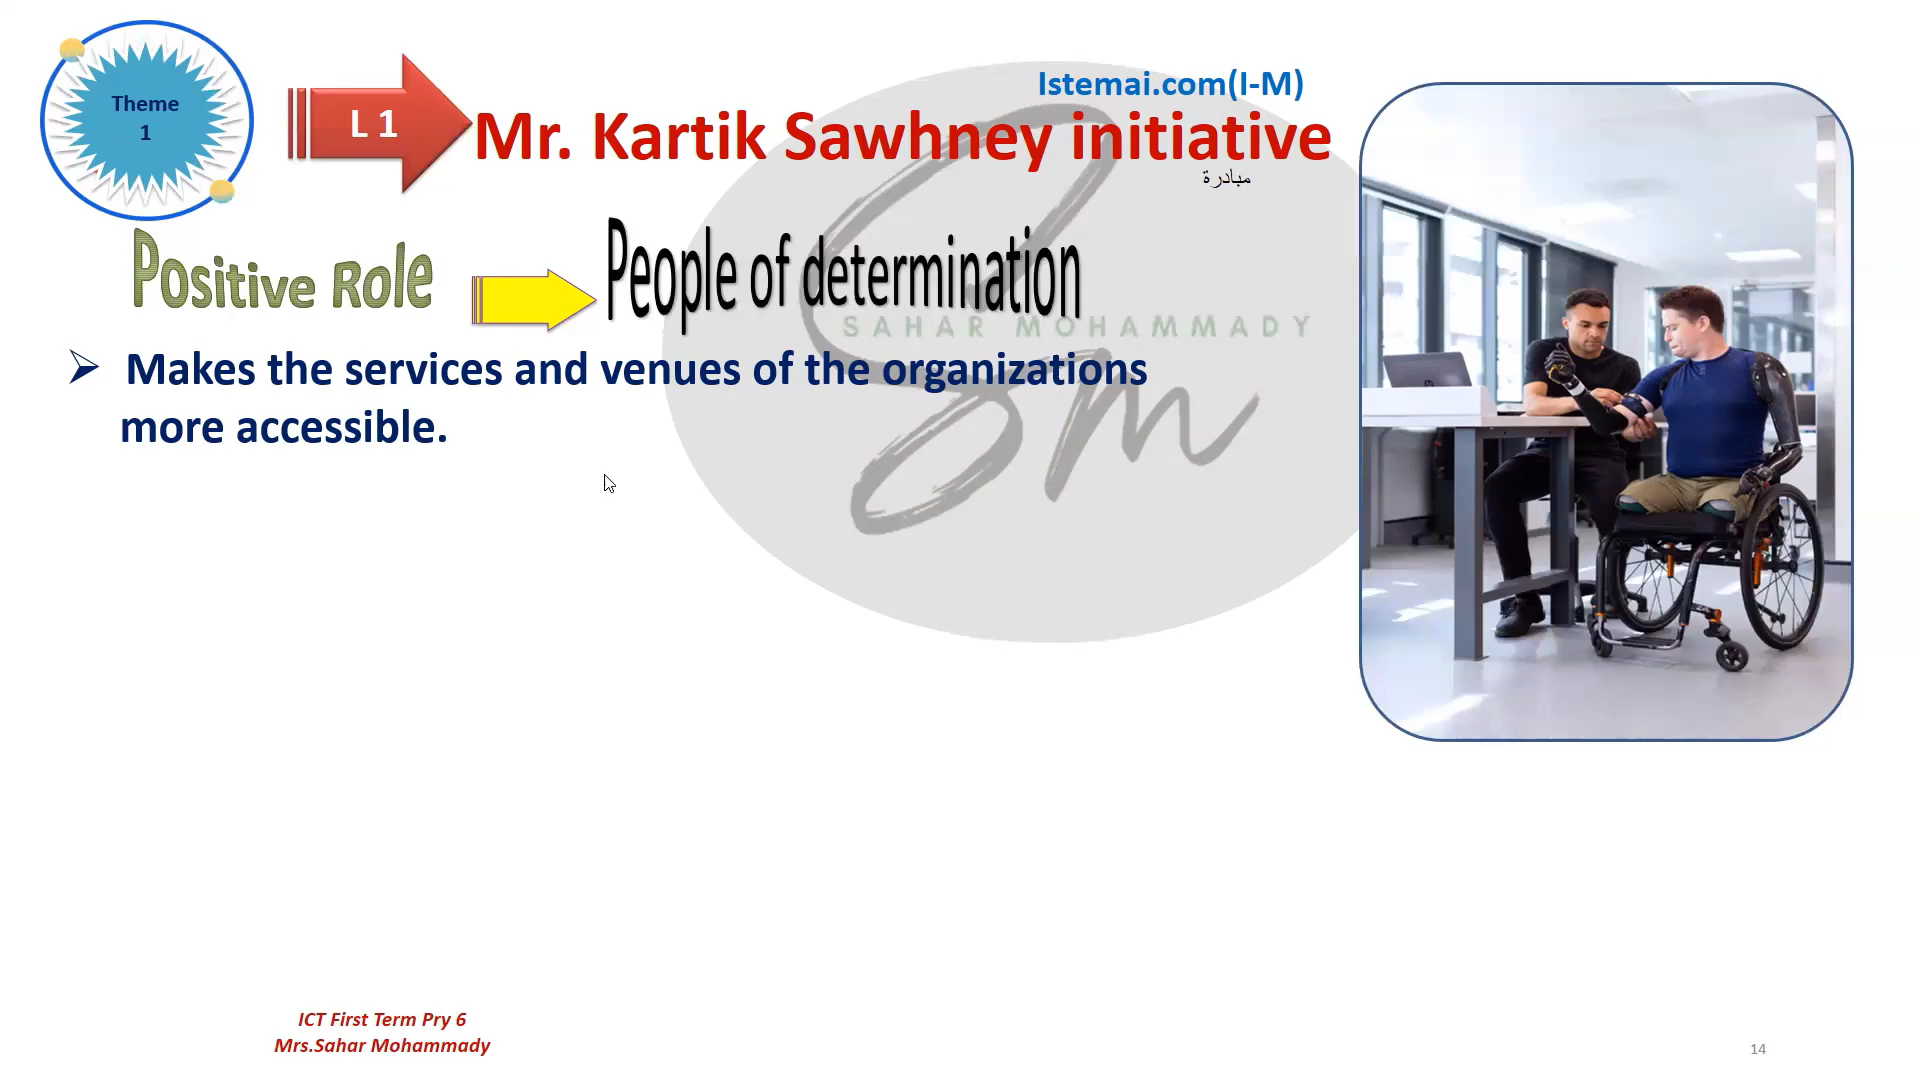 Theme
1
L 1
Istemai.com(I-M)
Mr. Kartik Sawhney initiative
مبادرة
Positive Role
People of determination
SAHAR MOHAMMADY
Sm
➢ Makes the services and venues of the organizations
more accessible.
ICT First Term Pry 6
Mrs.Sahar Mohammady
14